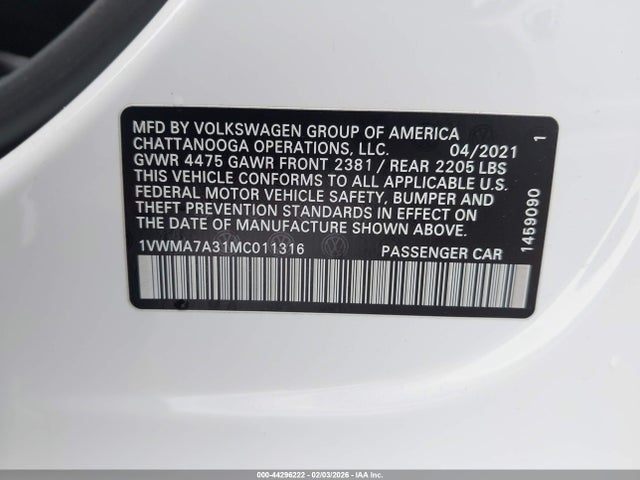 MFD BY VOLKSWAGEN GROUP OF AMERICA
CHATTANOOGA OPERATIONS, LLC. 04/2021
GVWR 4475 GAWR FRONT 2381 / REAR 2205 LBS
THIS VEHICLE CONFORMS TO ALL APPLICABLE U.S.
FEDERAL MOTOR VEHICLE SAFETY, BUMPER AND
THEFT PREVENTION STANDARDS IN EFFECT ON
THE DATE OF MANUFACTURE SHOWN ABOVE.
1VWMA7A31MC011316 PASSENGER CAR
1459090 1
000-44296222 - 02/03/2026 - IAA Inc.